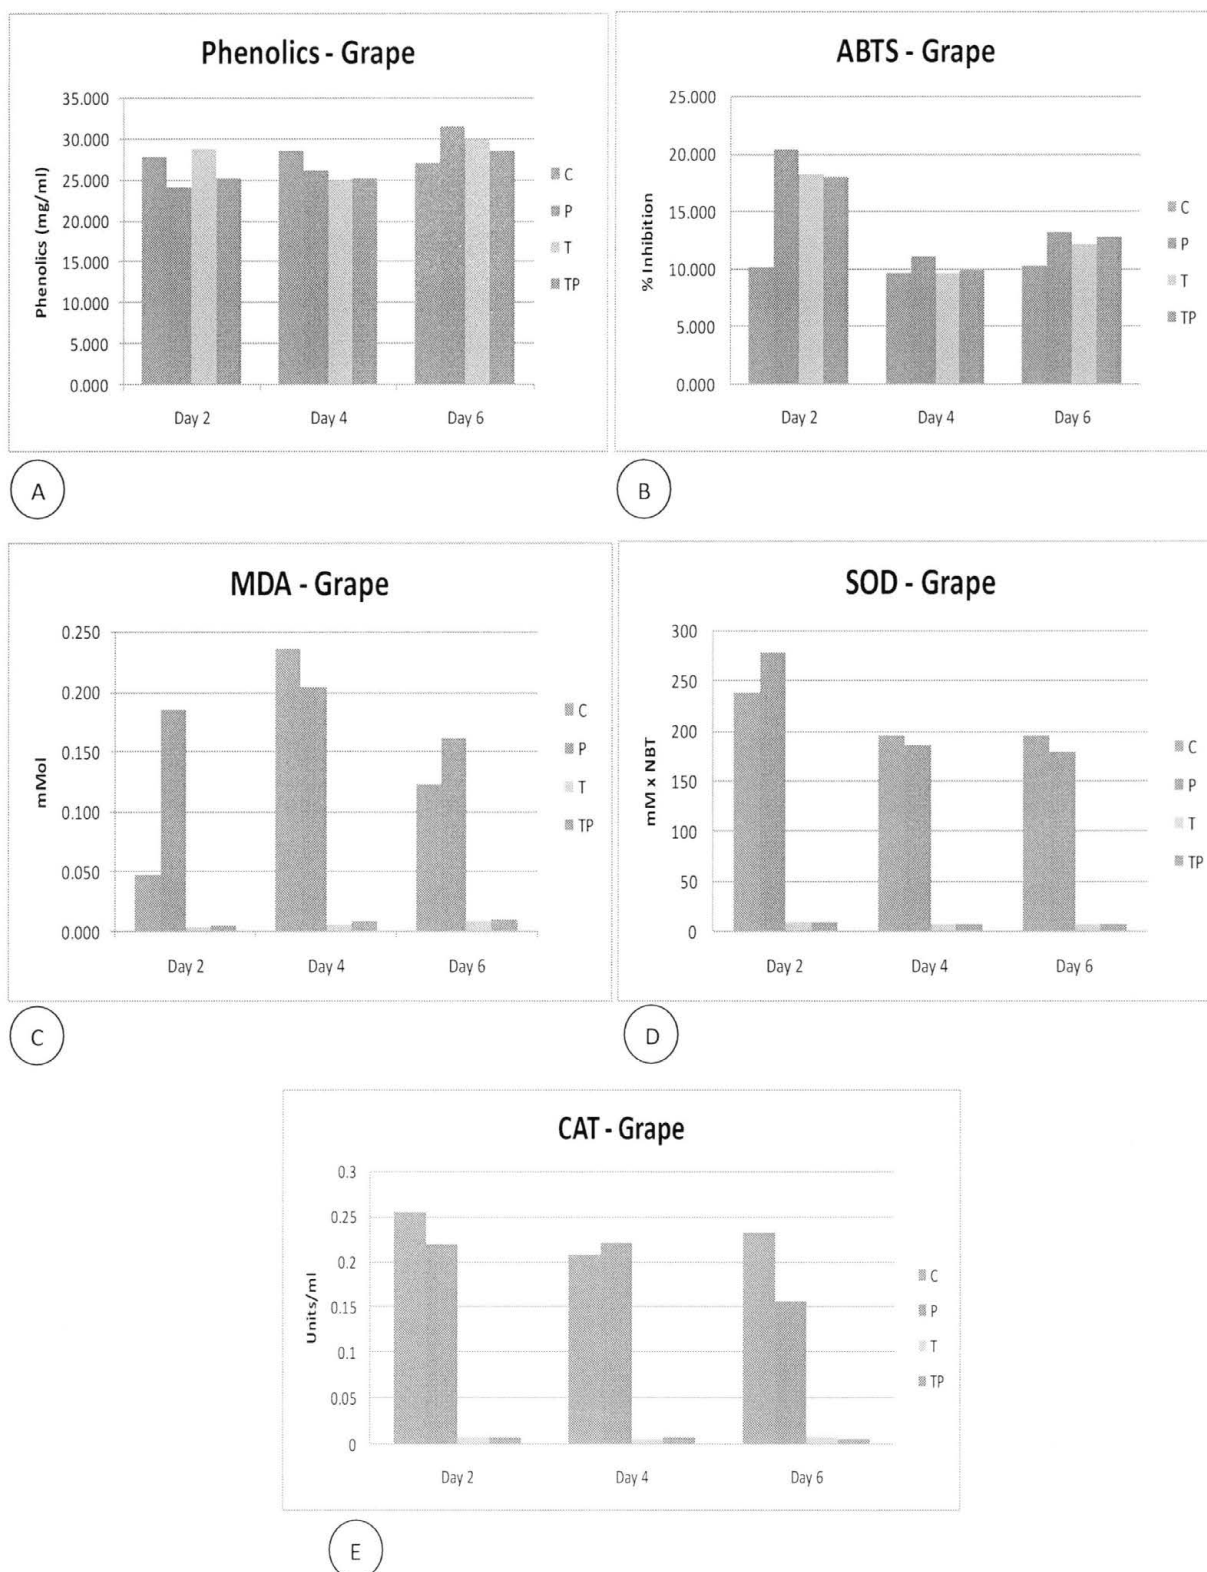 Phenolics - Grape
Phenolics (mg/ml)
35.000
30.000
25.000
20.000
15.000
10.000
5.000
0.000
Day 2 Day 4 Day 6
C
P
T
TP
A
ABTS - Grape
% Inhibition
25.000
20.000
15.000
10.000
5.000
0.000
Day 2 Day 4 Day 6
C
P
T
TP
B
MDA - Grape
mMol
0.250
0.200
0.150
0.100
0.050
0.000
Day 2 Day 4 Day 6
C
P
T
TP
C
SOD - Grape
mM x NBT
300
250
200
150
100
50
0
Day 2 Day 4 Day 6
C
P
T
TP
D
CAT - Grape
Units/ml
0.3
0.25
0.2
0.15
0.1
0.05
0
Day 2 Day 4 Day 6
C
P
T
TP
E